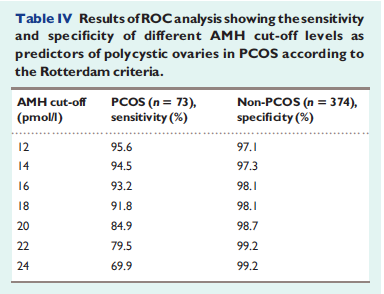 Table IV Results of ROC analysis showing the sensitivity
and specificity of different AMH cut-off levels as
predictors of polycystic ovaries in PCOS according to
the Rotterdam criteria.
AMH cut-off PCOS (n = 73), Non-PCOS (n = 374),
(pmol/l) sensitivity (%) specificity (%)
12 95.6 97.1
14 94.5 97.3
16 93.2 98.1
18 91.8 98.1
20 84.9 98.7
22 79.5 99.2
24 69.9 99.2